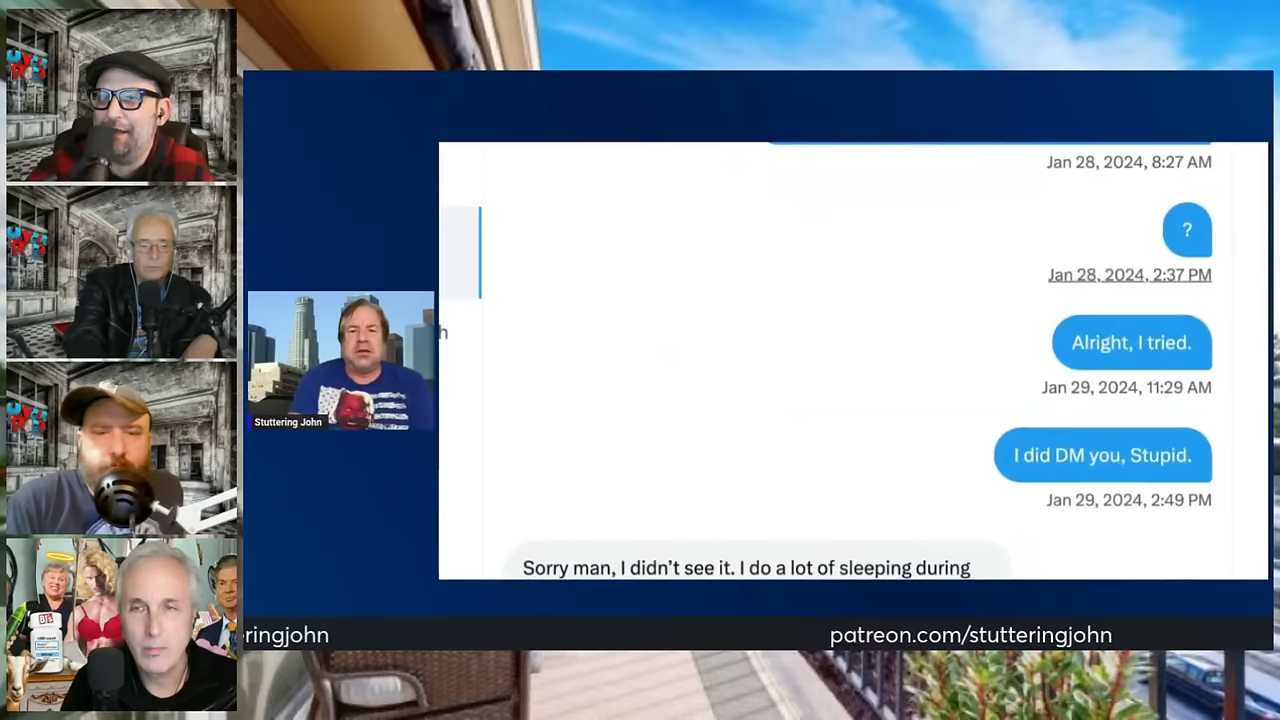 Jan 28, 2024, 8:27 AM
?
Jan 28, 2024, 2:37 PM
h
Alright, I tried.
Jan 29, 2024, 11:29 AM
Stuttering John
I did DM you, Stupid.
Jan 29, 2024, 2:49 PM
Sorry man, I didn't see it. I do a lot of sleeping during
eringjohn
patreon.com/stutteringjohn